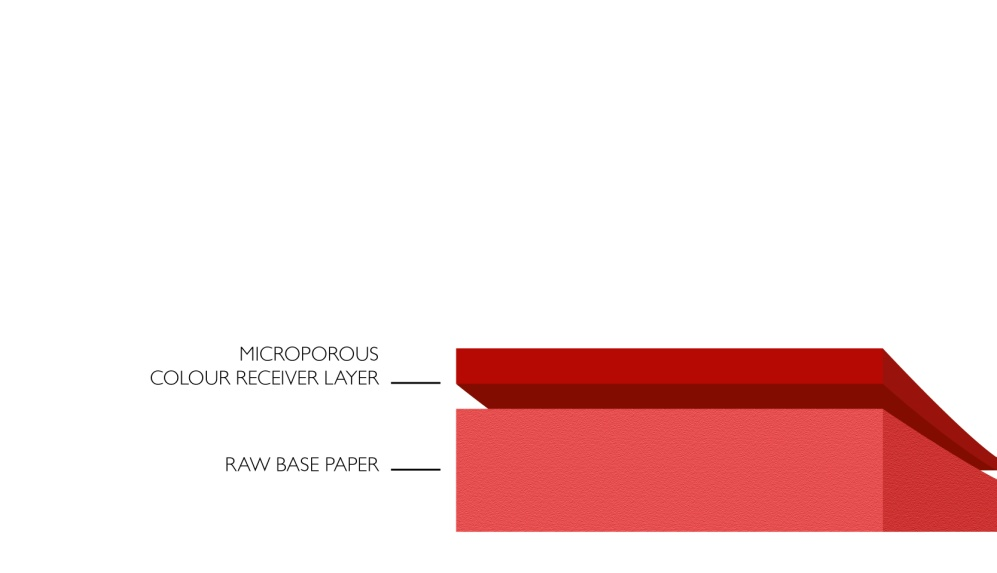 MICROPOROUS
COLOUR RECEIVER LAYER
RAW BASE PAPER